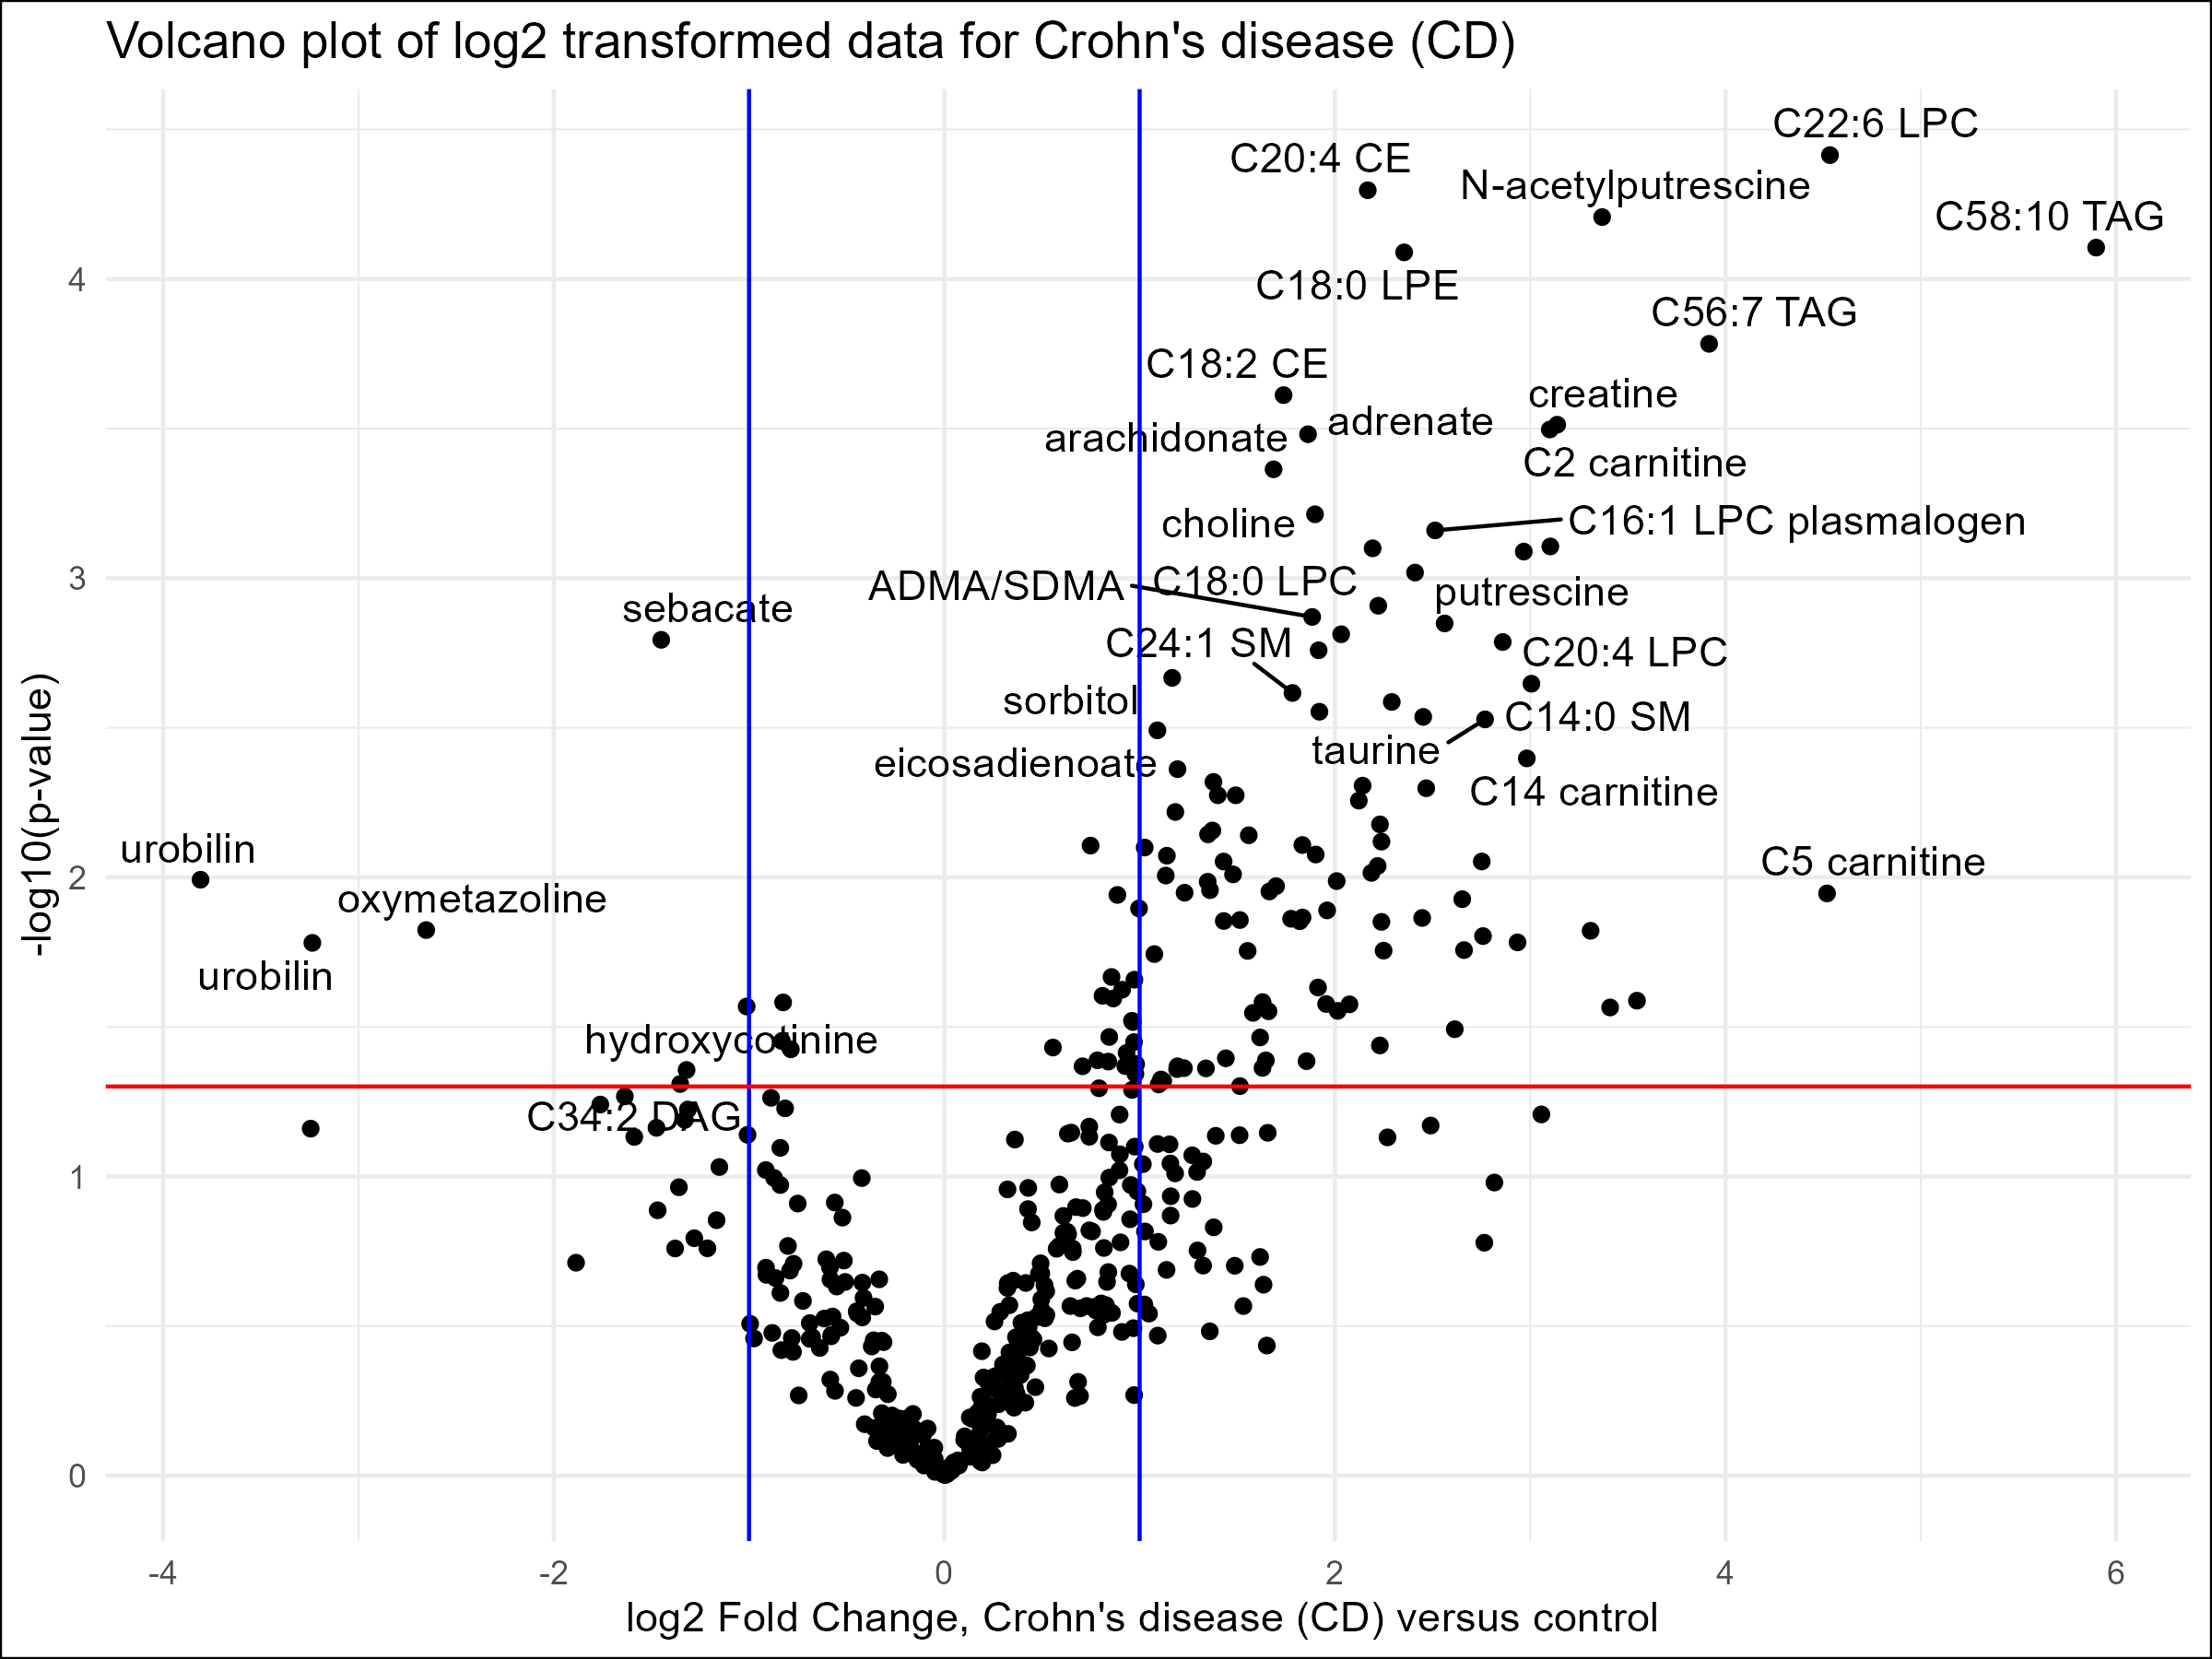 Volcano plot of log2 transformed data for Crohn's disease (CD)
C22:6 LPC
C20:4 CE
N-acetylputrescine
C58:10 TAG
4
C18:0 LPE
C56:7 TAG
C18:2 CE
creatine
adrenate
arachidonate
C2 carnitine
choline
C16:1 LPC plasmalogen
3
ADMA/SDMA
C18:0 LPC
putrescine
sebacate
C24:1 SM
C20:4 LPC
sorbitol
C14:0 SM
taurine
eicosadienoate
C14 carnitine
-log10(p-value)
urobilin
C5 carnitine
2
oxymetazoline
urobilin
hydroxycotinine
C34:2 DAG
1
0
-4
-2
0
2
4
6
log2 Fold Change, Crohn's disease (CD) versus control